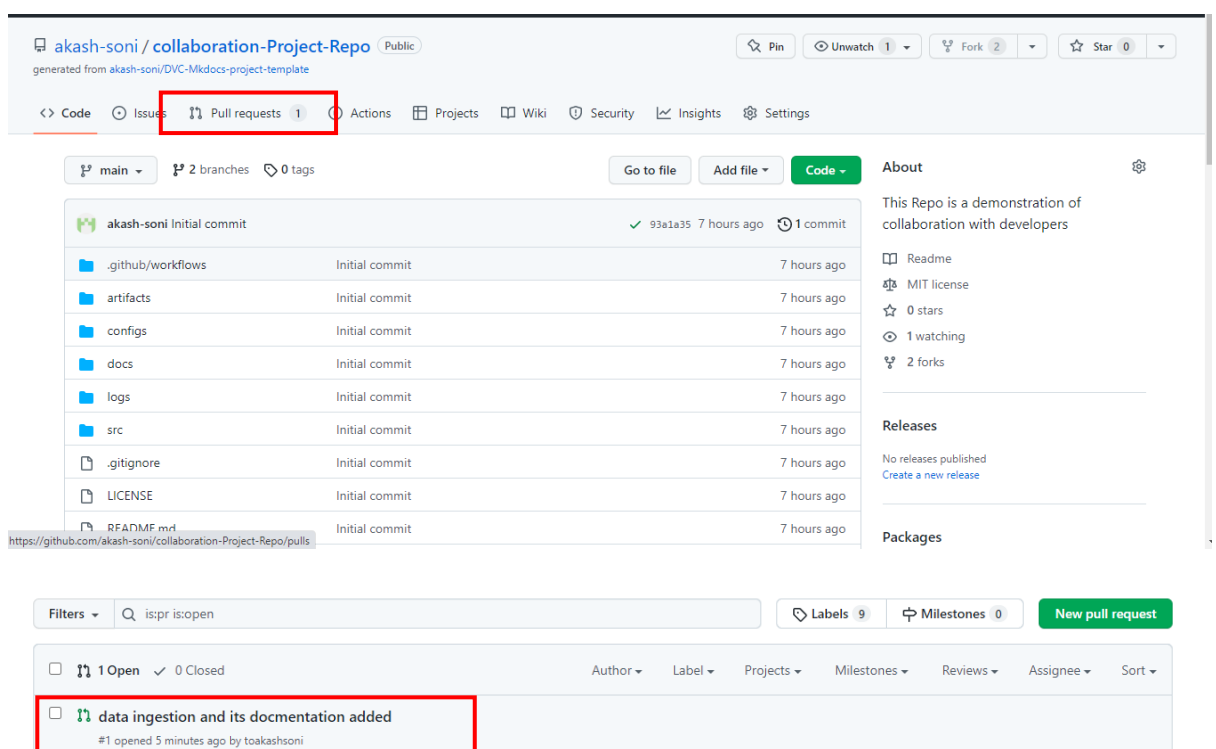 akash-soni / collaboration-Project-Repo Public
Pin Unwatch 1 Fork 2 Star 0
generated from akash-soni/DVC-Mkdocs-project-template
Code Issues Pull requests 1 Actions Projects Wiki Security Insights Settings
main 2 branches 0 tags Go to file Add file Code
akash-soni Initial commit 93a1a35 7 hours ago 1 commit
.github/workflows Initial commit 7 hours ago
artifacts Initial commit 7 hours ago
configs Initial commit 7 hours ago
docs Initial commit 7 hours ago
logs Initial commit 7 hours ago
src Initial commit 7 hours ago
.gitignore Initial commit 7 hours ago
LICENSE Initial commit 7 hours ago
README.md Initial commit 7 hours ago
https://github.com/akash-soni/collaboration-Project-Repo/pulls
About
This Repo is a demonstration of
collaboration with developers
Readme
MIT license
0 stars
1 watching
2 forks
Releases
No releases published
Create a new release
Packages
Filters is:pr is:open Labels 9 Milestones 0 New pull request
1 Open 0 Closed Author Label Projects Milestones Reviews Assignee Sort
data ingestion and its docmentation added
#1 opened 5 minutes ago by toakashsoni